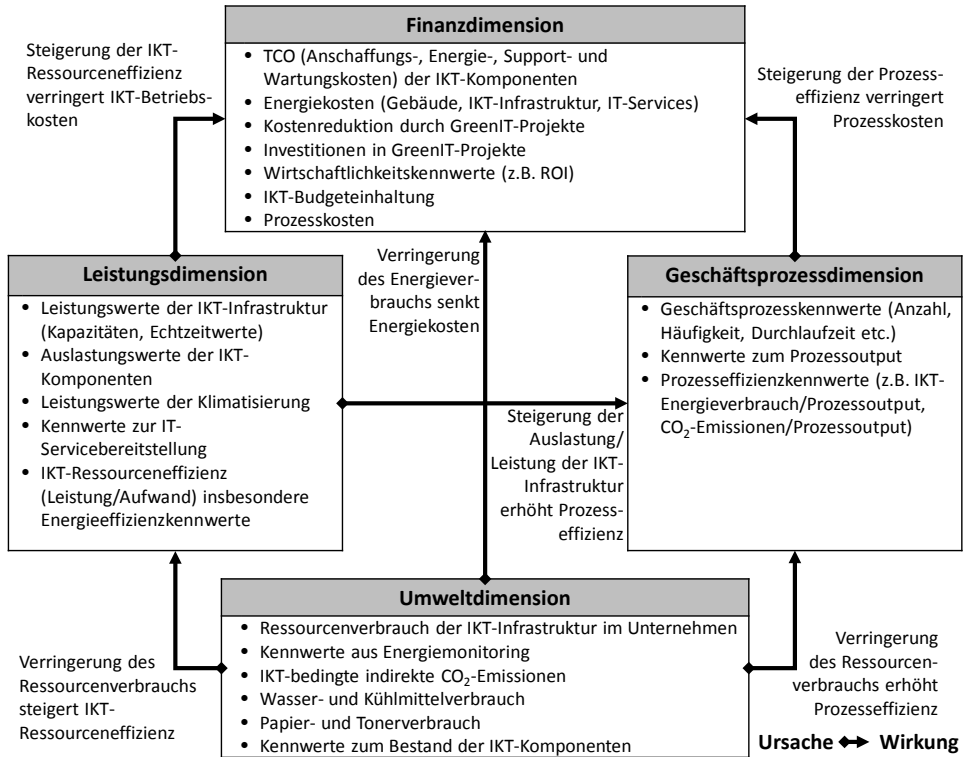 Finanzdimension
Steigerung der IKT-
Ressourceneffizienz
verringert IKT-Betriebs-
kosten
• TCO (Anschaffungs-, Energie-, Support- und
Wartungskosten) der IKT-Komponenten
• Energiekosten (Gebäude, IKT-Infrastruktur, IT-Services)
• Kostenreduktion durch GreenIT-Projekte
• Investitionen in GreenIT-Projekte
• Wirtschaftlichkeitskennwerte (z.B. ROI)
• IKT-Budgeteinhaltung
• Prozesskosten
Steigerung der Prozess-
effizienz verringert
Prozesskosten
Verringerung
des Energiever-
brauchs senkt
Energiekosten
Leistungsdimension
• Leistungswerte der IKT-Infrastruktur
(Kapazitäten, Echtzeitwerte)
• Auslastungswerte der IKT-
Komponenten
• Leistungswerte der Klimatisierung
• Kennwerte zur IT-
Servicebereitstellung
• IKT-Ressourceneffizienz
(Leistung/Aufwand) insbesondere
Energieeffizienzkennwerte
Geschäftsprozessdimension
• Geschäftsprozesskennwerte (Anzahl,
Häufigkeit, Durchlaufzeit etc.)
• Kennwerte zum Prozessoutput
• Prozesseffizienzkennwerte (z.B. IKT-
Energieverbrauch/Prozessoutput,
CO₂-Emissionen/Prozessoutput)
Steigerung der
Auslastung/
Leistung der IKT-
Infrastruktur
erhöht Prozess-
effizienz
Umweltdimension
• Ressourcenverbrauch der IKT-Infrastruktur im Unternehmen
• Kennwerte aus Energiemonitoring
• IKT-bedingte indirekte CO₂-Emissionen
• Wasser- und Kühlmittelverbrauch
• Papier- und Tonerverbrauch
• Kennwerte zum Bestand der IKT-Komponenten
Verringerung des
Ressourcenverbrauchs
steigert IKT-
Ressourceneffizienz
Verringerung
des Ressourcen-
verbrauchs erhöht
Prozesseffizienz
Ursache Wirkung